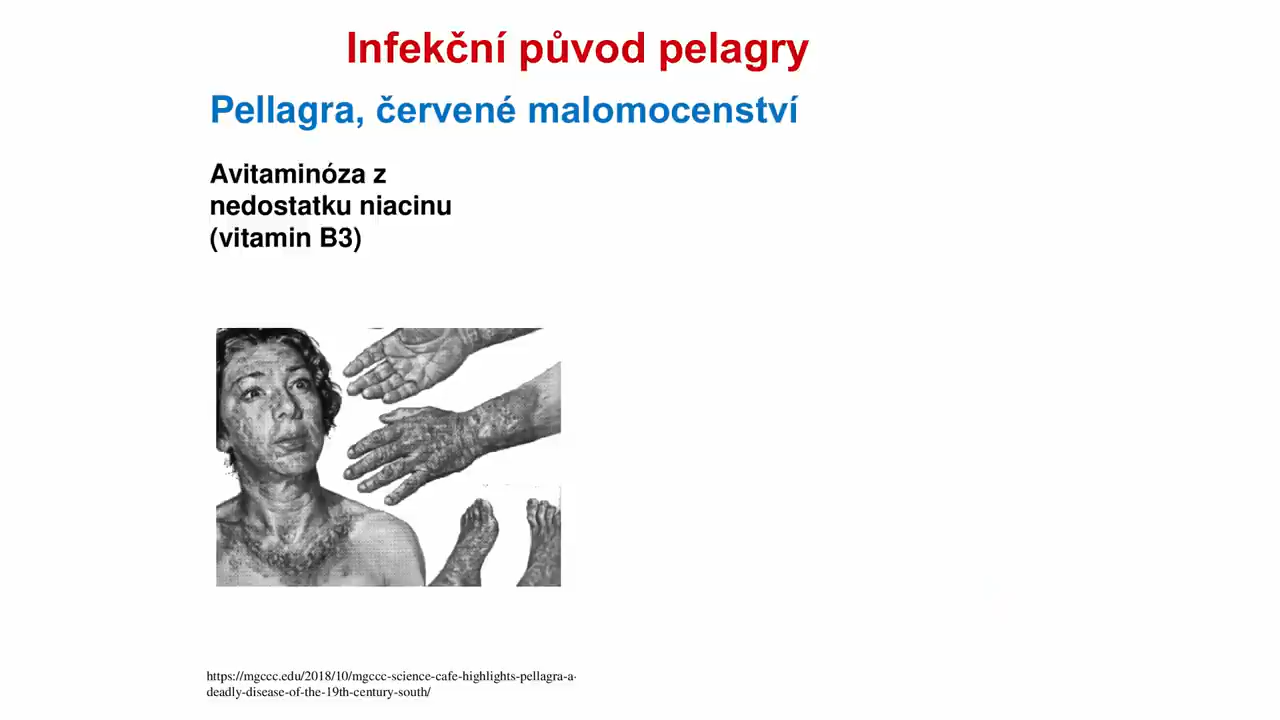 Infekční původ pelagry
Pellagra, červené malomocenství
Avitaminóza z
nedostatku niacinu
(vitamin B3)
https://mgccc.edu/2018/10/mgccc-science-cafe-highlights-pellagra-a-
deadly-disease-of-the-19th-century-south/